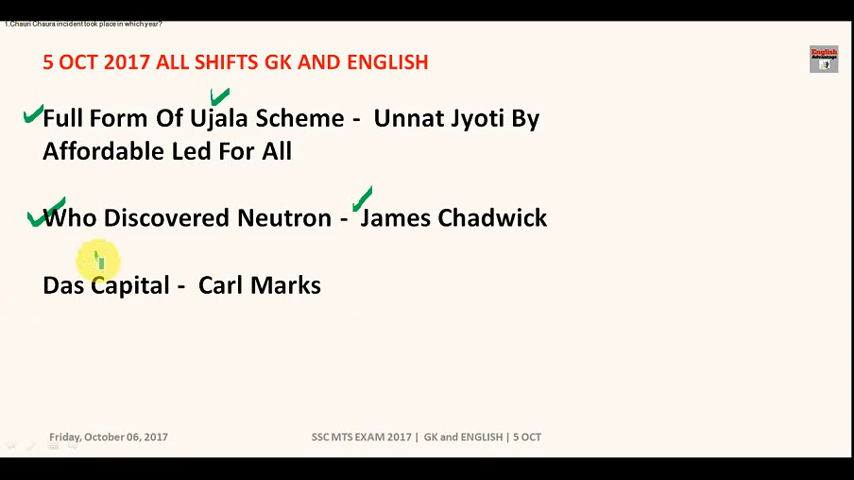 1.Chauri Chaura incident took place in which year?
5 OCT 2017 ALL SHIFTS GK AND ENGLISH
English
Advantage
Full Form Of Ujala Scheme - Unnat Jyoti By
Affordable Led For All
Who Discovered Neutron - James Chadwick
Das Capital - Carl Marks
Friday, October 06, 2017
SSC MTS EXAM 2017 | GK and ENGLISH | 5 OCT